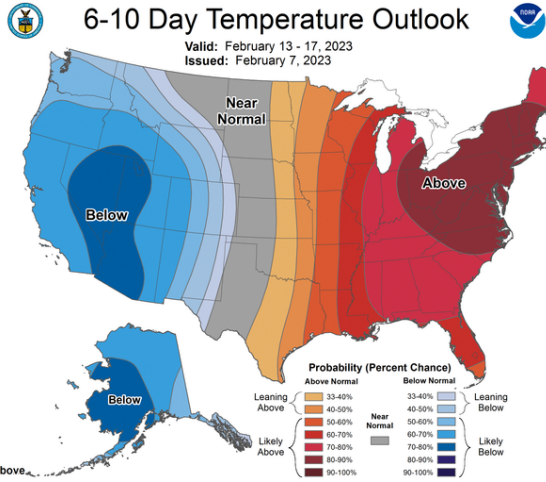 6-10 Day Temperature Outlook
Valid: February 13 - 17, 2023
Issued: February 7, 2023
NOAA
Near
Normal
Above
Below
Below
Probability (Percent Chance)
Above Normal
Below Normal
Leaning
Above
33-40%
40-50%
Likely
Above
50-60%
60-70%
70-80%
80-90%
90-100%
Near
Normal
33-40%
40-50%
Leaning
Below
50-60%
60-70%
70-80%
80-90%
90-100%
Likely
Below
bove